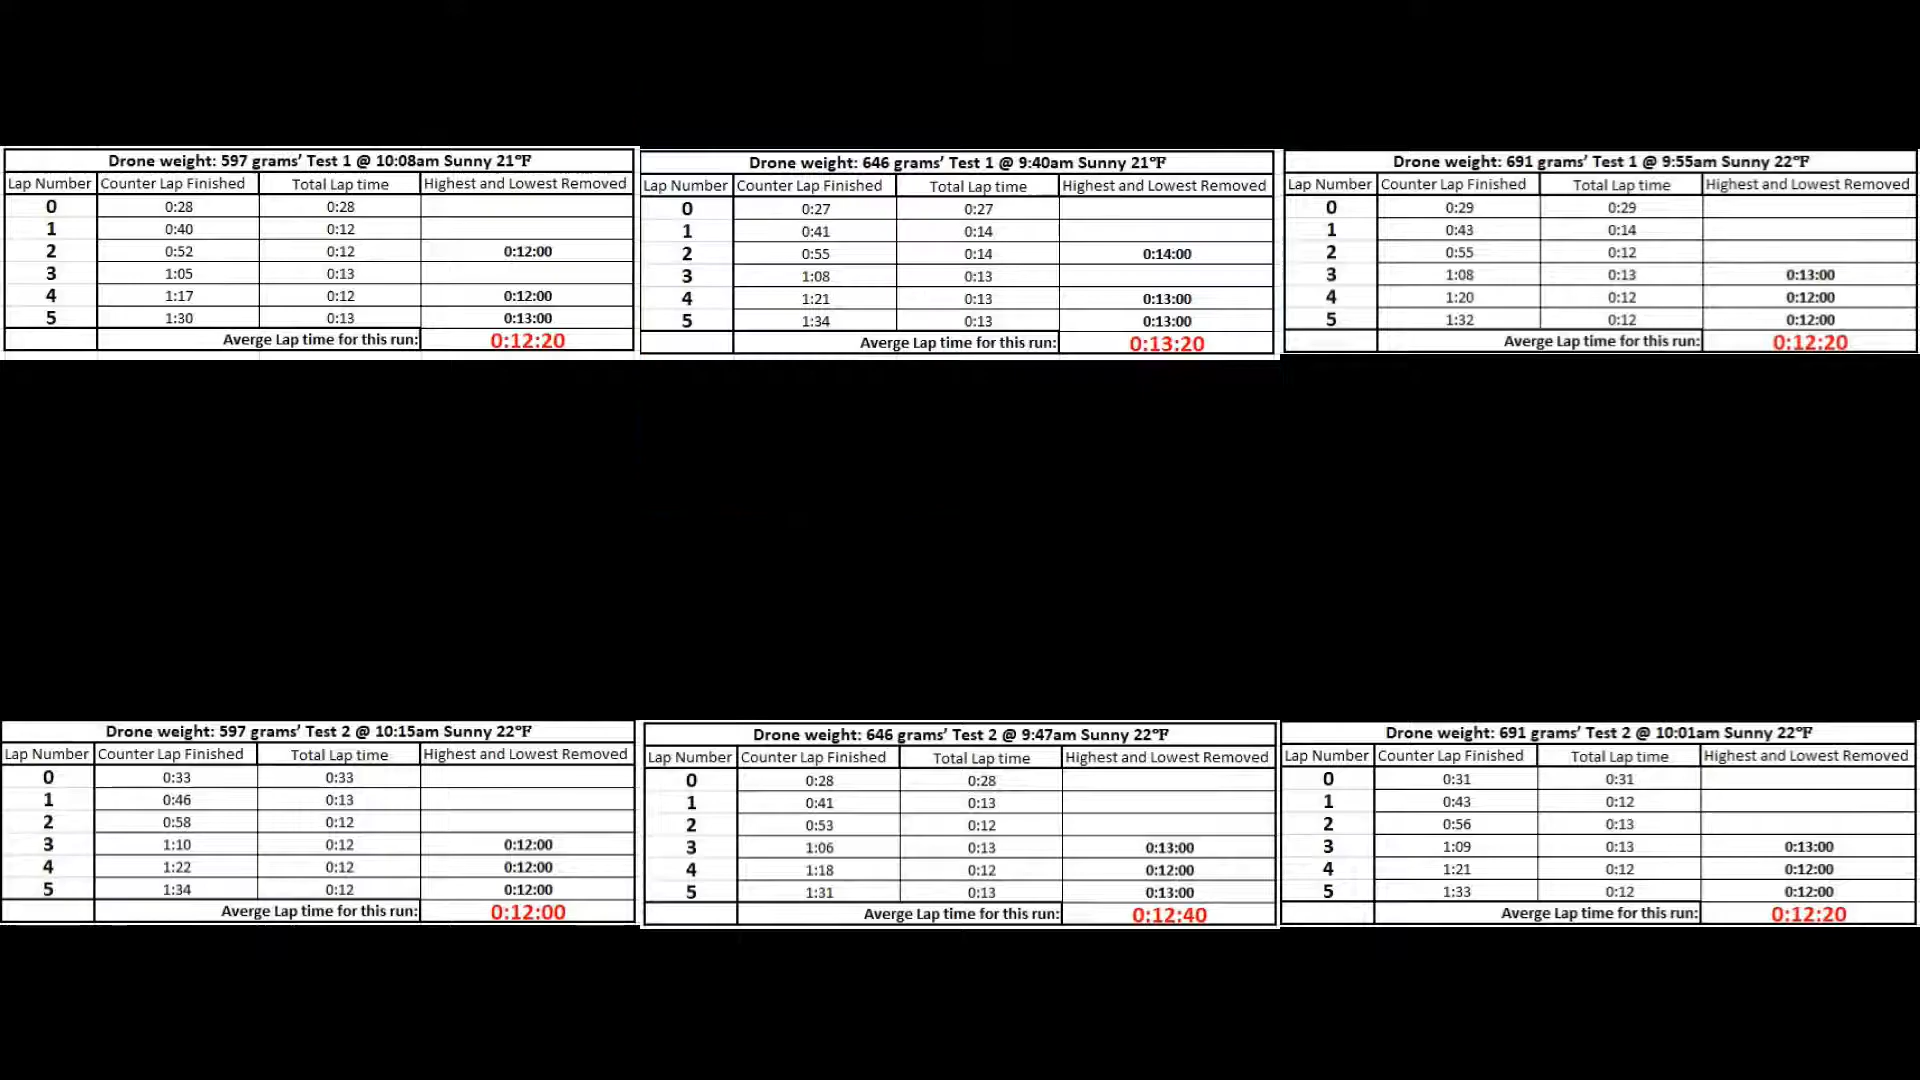 Drone weight: 597 grams’ Test 1 @ 10:08am Sunny 21°F
Lap Number Counter Lap Finished Total Lap time Highest and Lowest Removed
0 0:28 0:28
1 0:40 0:12
2 0:52 0:12 0:12:00
3 1:05 0:13
4 1:17 0:12 0:12:00
5 1:30 0:13 0:13:00
Averge Lap time for this run: 0:12:20
Drone weight: 646 grams’ Test 1 @ 9:40am Sunny 21°F
Lap Number Counter Lap Finished Total Lap time Highest and Lowest Removed
0 0:27 0:27
1 0:41 0:14
2 0:55 0:14 0:14:00
3 1:08 0:13
4 1:21 0:13 0:13:00
5 1:34 0:13 0:13:00
Averge Lap time for this run: 0:13:20
Drone weight: 691 grams’ Test 1 @ 9:55am Sunny 22°F
Lap Number Counter Lap Finished Total Lap time Highest and Lowest Removed
0 0:29 0:29
1 0:43 0:14
2 0:55 0:12
3 1:08 0:13 0:13:00
4 1:20 0:12 0:12:00
5 1:32 0:12 0:12:00
Averge Lap time for this run: 0:12:20
Drone weight: 597 grams’ Test 2 @ 10:15am Sunny 22°F
Lap Number Counter Lap Finished Total Lap time Highest and Lowest Removed
0 0:33 0:33
1 0:46 0:13
2 0:58 0:12
3 1:10 0:12 0:12:00
4 1:22 0:12 0:12:00
5 1:34 0:12 0:12:00
Averge Lap time for this run: 0:12:00
Drone weight: 646 grams’ Test 2 @ 9:47am Sunny 22°F
Lap Number Counter Lap Finished Total Lap time Highest and Lowest Removed
0 0:28 0:28
1 0:41 0:13
2 0:53 0:12
3 1:06 0:13 0:13:00
4 1:18 0:12 0:12:00
5 1:31 0:13 0:13:00
Averge Lap time for this run: 0:12:40
Drone weight: 691 grams’ Test 2 @ 10:01am Sunny 22°F
Lap Number Counter Lap Finished Total Lap time Highest and Lowest Removed
0 0:31 0:31
1 0:43 0:12
2 0:56 0:13
3 1:09 0:13 0:13:00
4 1:21 0:12 0:12:00
5 1:33 0:12 0:12:00
Averge Lap time for this run: 0:12:20